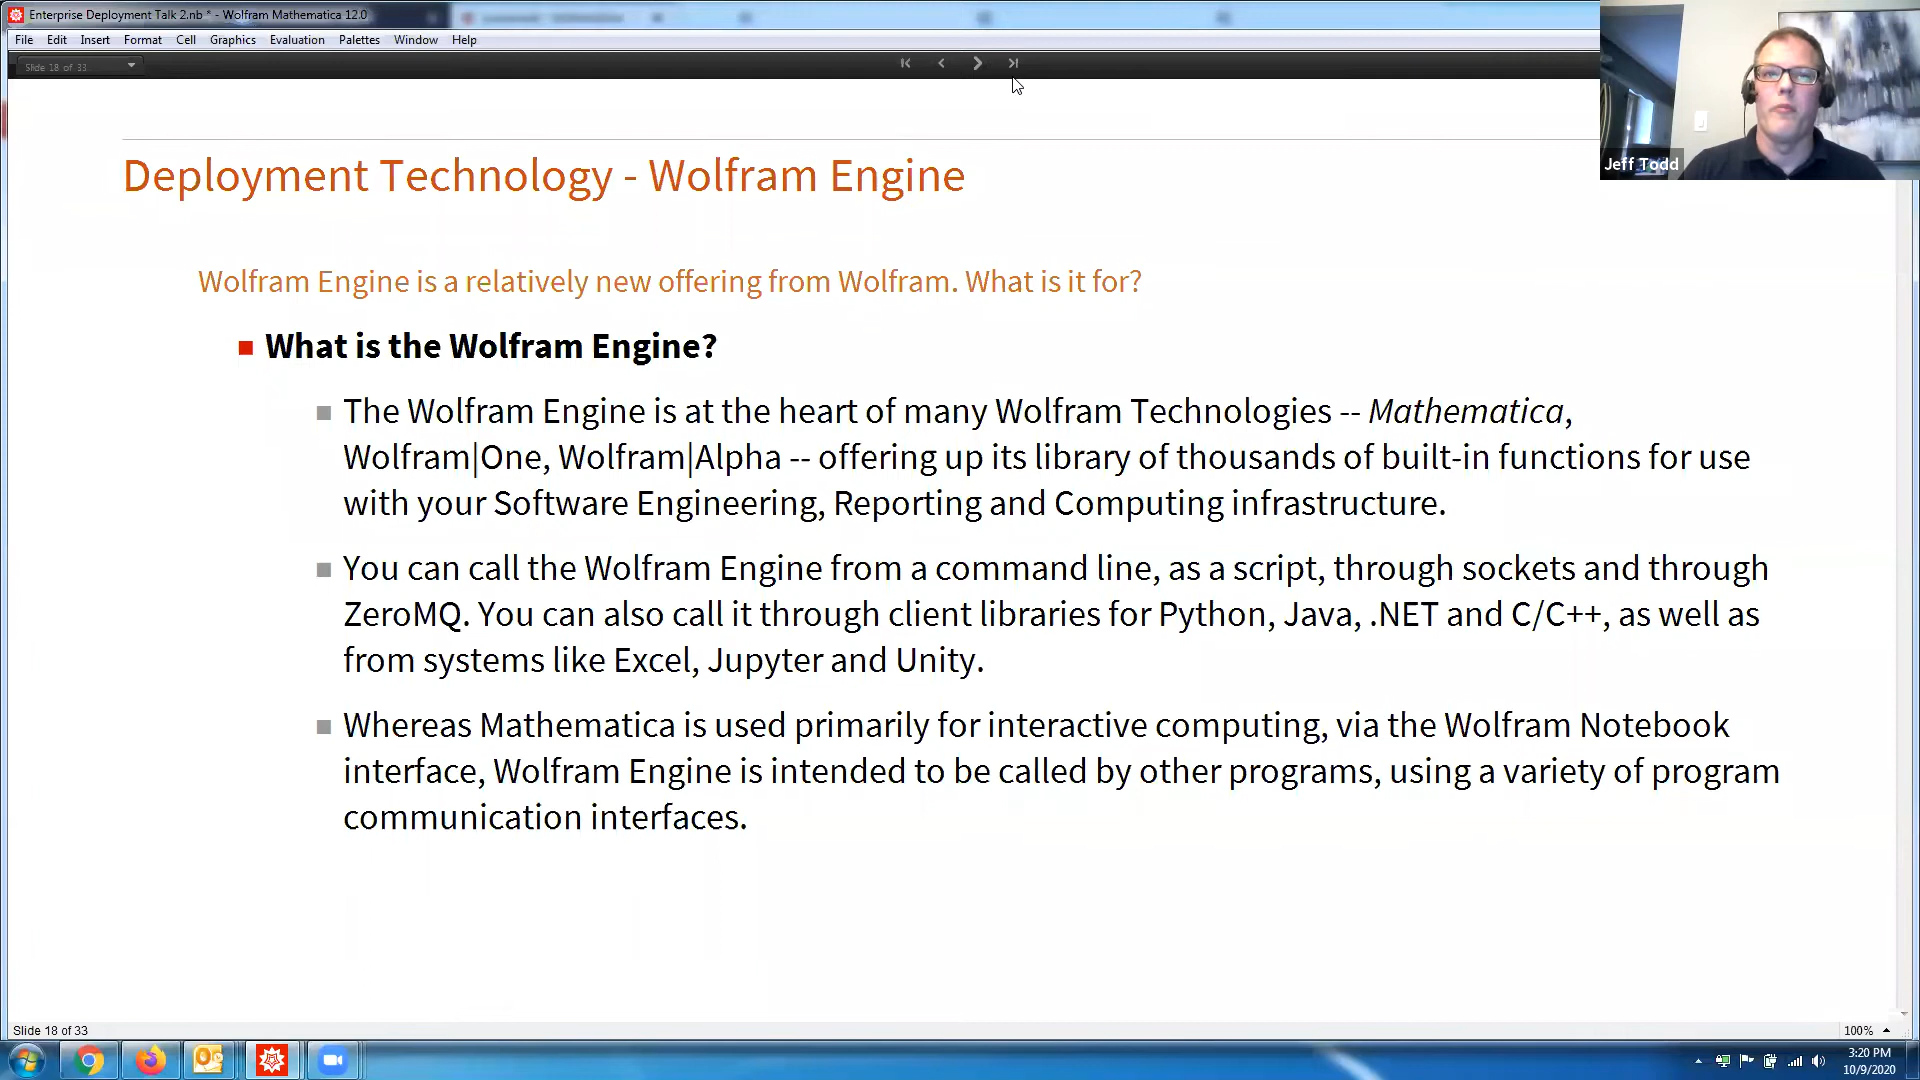 Enterprise Deployment Talk 2.nb * - Wolfram Mathematica 12.0
File Edit Insert Format Cell Graphics Evaluation Palettes Window Help
Slide 18 of 33
Jeff Todd
Deployment Technology - Wolfram Engine
Wolfram Engine is a relatively new offering from Wolfram. What is it for?
What is the Wolfram Engine?
The Wolfram Engine is at the heart of many Wolfram Technologies -- Mathematica,
Wolfram|One, Wolfram|Alpha -- offering up its library of thousands of built-in functions for use
with your Software Engineering, Reporting and Computing infrastructure.
You can call the Wolfram Engine from a command line, as a script, through sockets and through
ZeroMQ. You can also call it through client libraries for Python, Java, .NET and C/C++, as well as
from systems like Excel, Jupyter and Unity.
Whereas Mathematica is used primarily for interactive computing, via the Wolfram Notebook
interface, Wolfram Engine is intended to be called by other programs, using a variety of program
communication interfaces.
Slide 18 of 33
100%
3:20 PM
10/9/2020